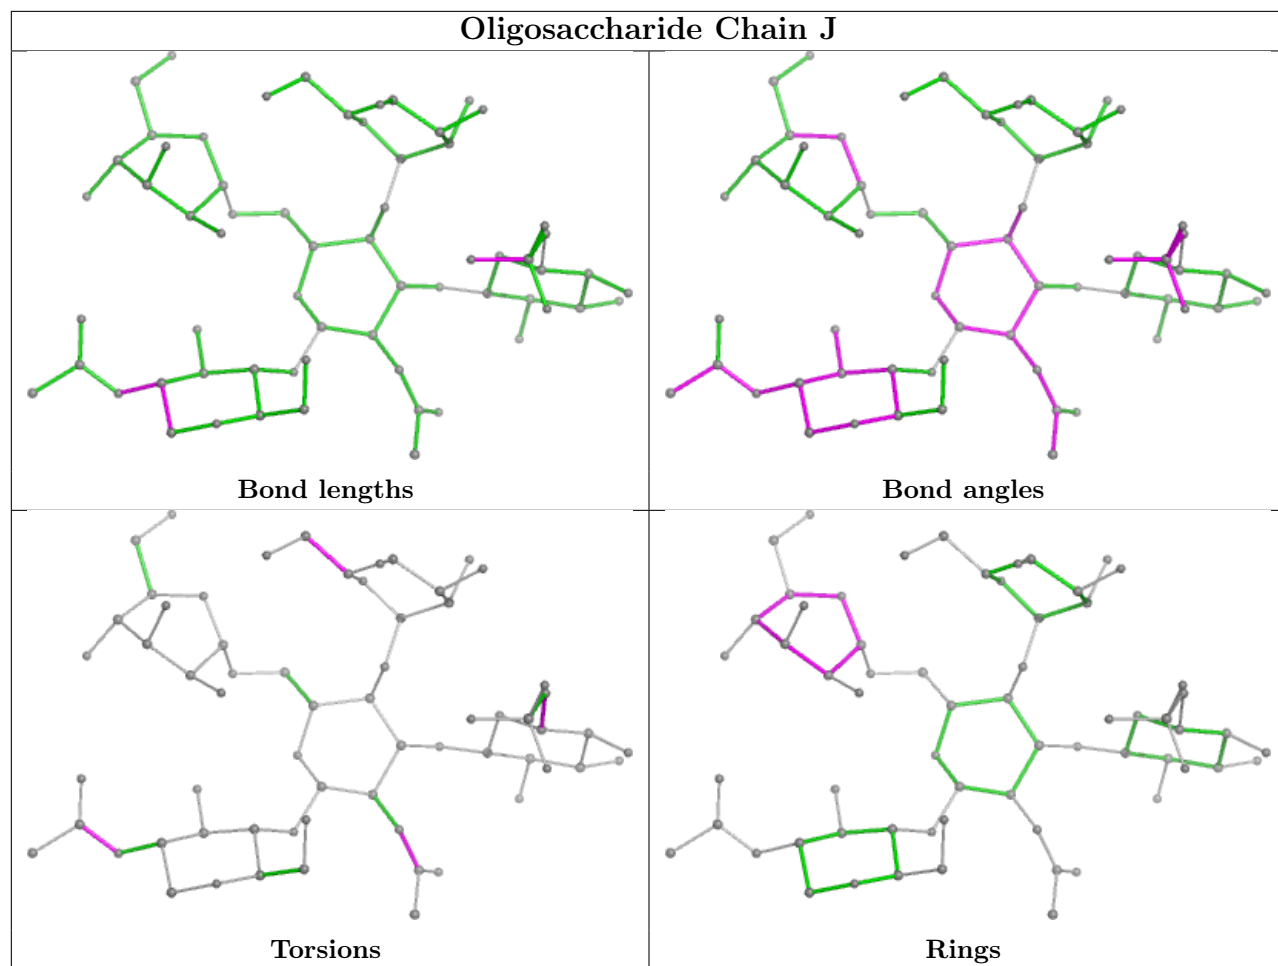 Oligosaccharide Chain J
Bond lengths
Bond angles
Torsions
Rings